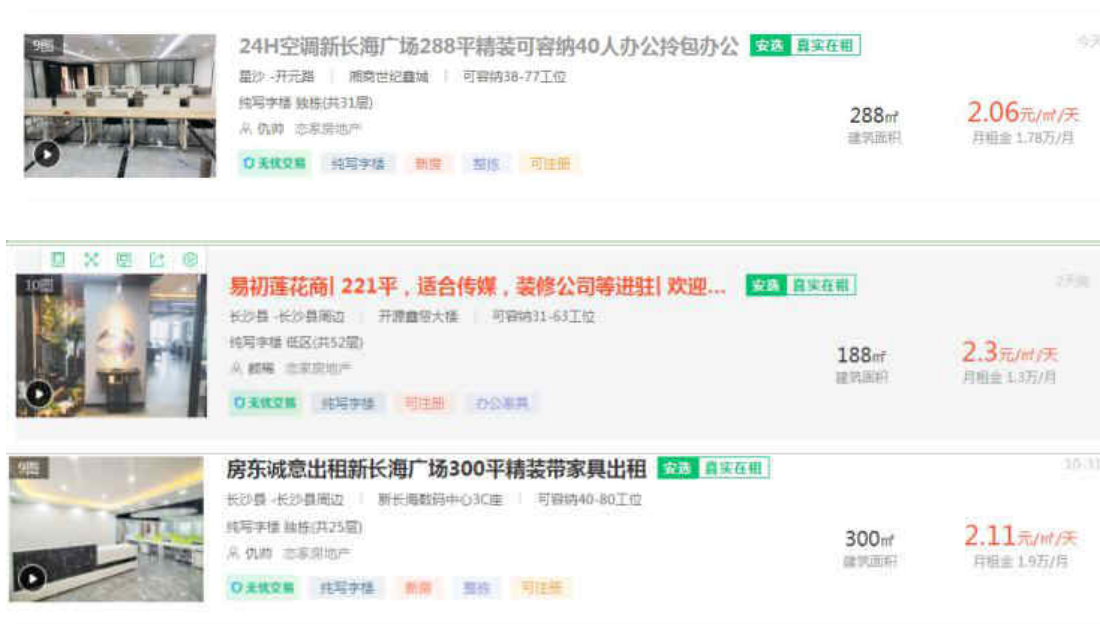 9图
24H空调新长海广场288平精装可容纳40人办公拎包办公 安选 真实在租
今天
星沙 -开元路 湘商世纪鑫城 可容纳38-77工位
纯写字楼 独栋(共31层)
仇帅 恋家房地产
288㎡
建筑面积
2.06元/㎡/天
月租金 1.78万/月
无忧交易 纯写字楼 新房 整栋 可注册
10图
易初莲花商| 221平，适合传媒，装修公司等进驻| 欢迎... 安选 真实在租
2天前
长沙县 -长沙县周边 开源鑫贸大楼 可容纳31-63工位
纯写字楼 低区(共52层)
恋家房地产
188㎡
建筑面积
2.3元/㎡/天
月租金 1.3万/月
无忧交易 纯写字楼 可注册 办公家具
9图
房东诚意出租新长海广场300平精装带家具出租 安选 真实在租
10-31
长沙县 -长沙县周边 新长海数码中心3C座 可容纳40-80工位
纯写字楼 独栋(共25层)
仇帅 恋家房地产
300㎡
建筑面积
2.11元/㎡/天
月租金 1.9万/月
无忧交易 纯写字楼 新房 整栋 可注册